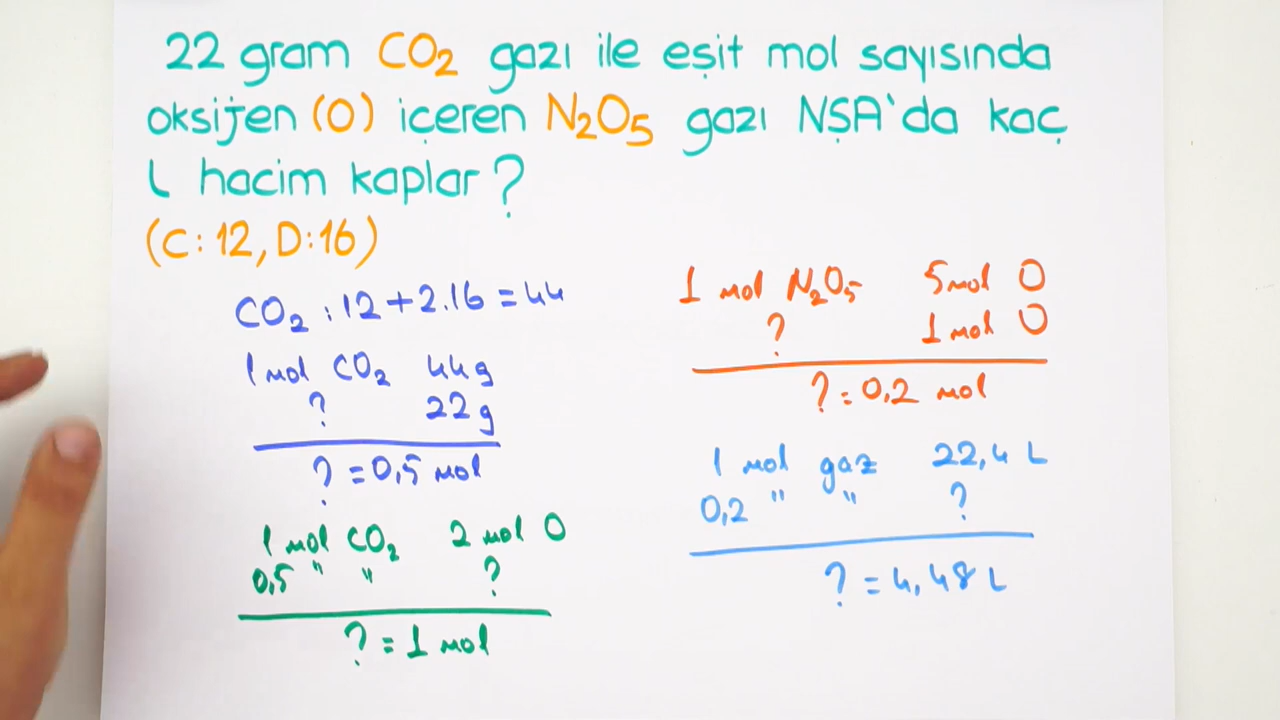 22 gram CO₂ gazı ile eşit mol sayısında
oksijen (O) içeren N₂O₅ gazı NŞA'da kaç
L hacim kaplar?
(C:12, D:16)
CO₂ : 12 + 2.16 = 44
1 mol CO₂ 44g
? 22g
? = 0,5 mol
1 mol CO₂ 2 mol O
0,5 " " ?
? = 1 mol
1 mol N₂O₅ 5 mol O
? 1 mol O
? = 0,2 mol
1 mol gaz 22,4 L
0,2 " " ?
? = 4,48 L